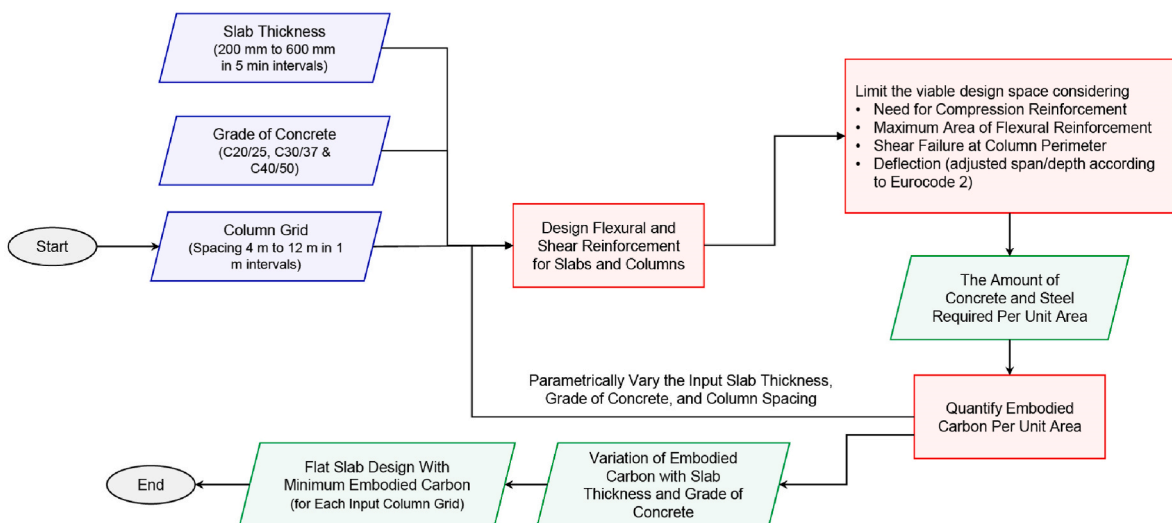 Slab Thickness
(200 mm to 600 mm
in 5 min intervals)
Grade of Concrete
(C20/25, C30/37 &
C40/50)
Start
Column Grid
(Spacing 4 m to 12 m in 1
m intervals)
Design Flexural and
Shear Reinforcement
for Slabs and Columns
Limit the viable design space considering
• Need for Compression Reinforcement
• Maximum Area of Flexural Reinforcement
• Shear Failure at Column Perimeter
• Deflection (adjusted span/depth according
to Eurocode 2)
The Amount of
Concrete and Steel
Required Per Unit Area
Parametrically Vary the Input Slab Thickness,
Grade of Concrete, and Column Spacing
Quantify Embodied
Carbon Per Unit Area
Variation of Embodied
Carbon with Slab
Thickness and Grade of
Concrete
Flat Slab Design With
Minimum Embodied Carbon
(for Each Input Column Grid)
End